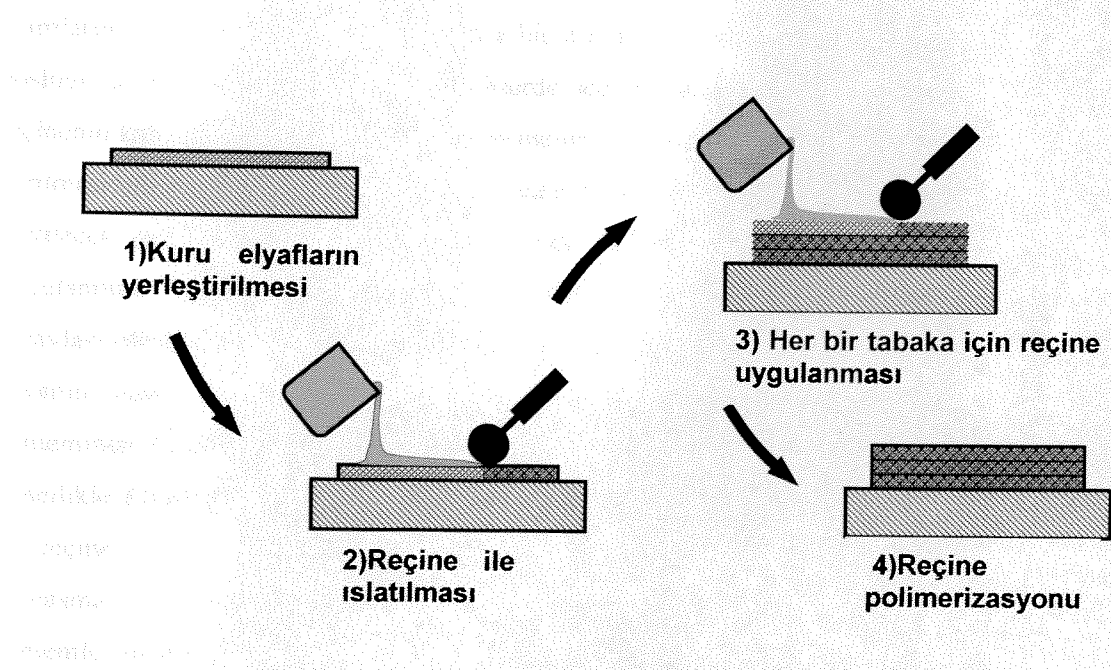 1)Kuru elyafların
yerleştirilmesi
2)Reçine ile
ıslatılması
3) Her bir tabaka için reçine
uygulanması
4)Reçine
polimerizasyonu